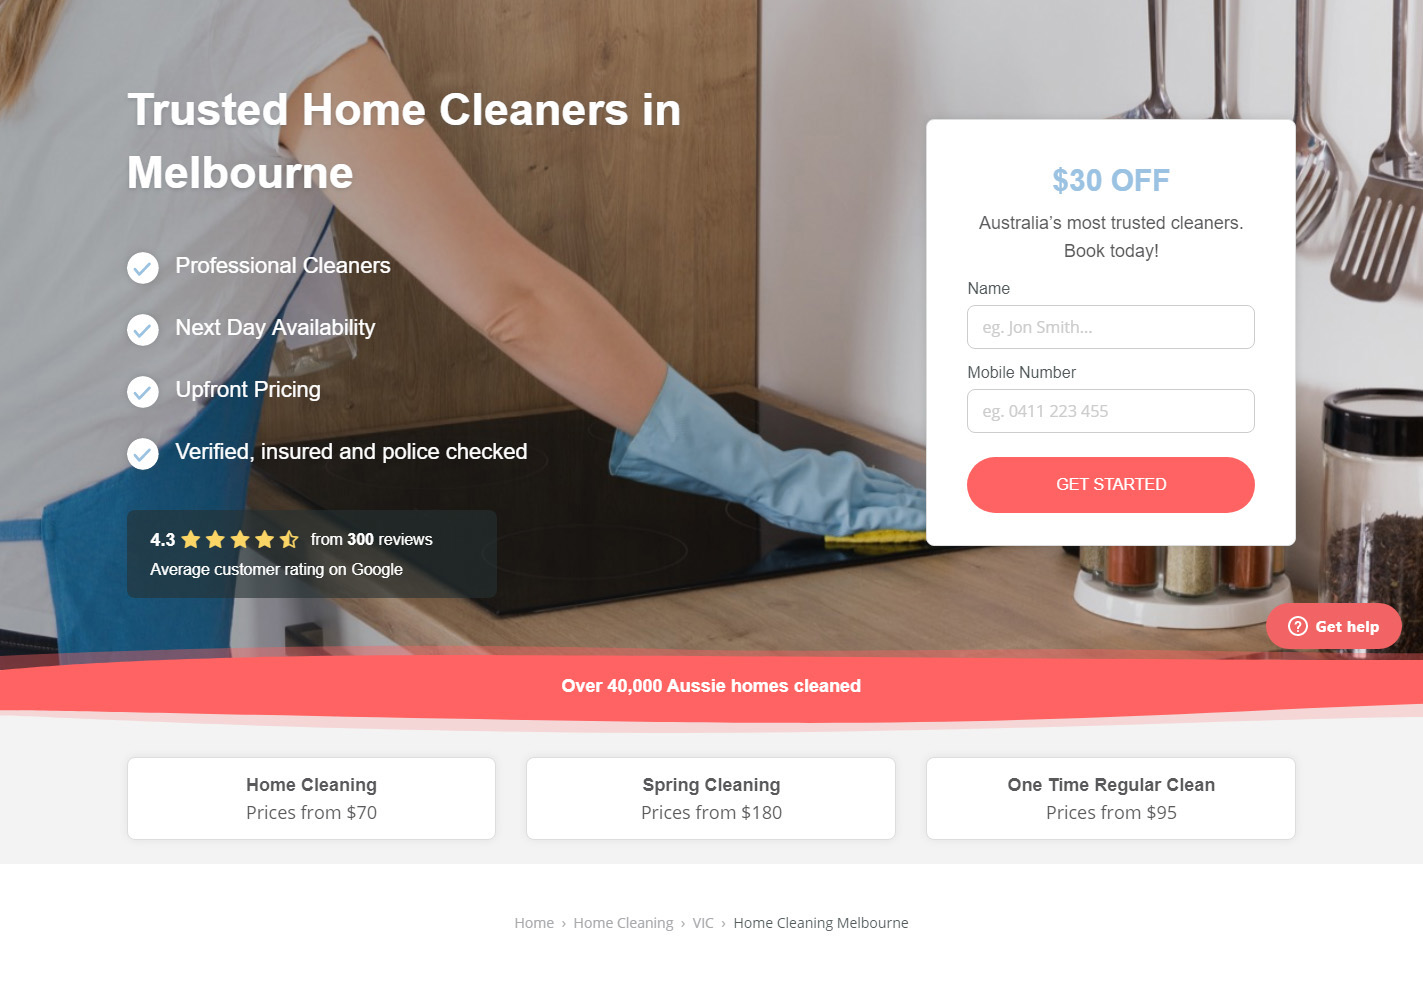 Trusted Home Cleaners in
Melbourne
Professional Cleaners
Next Day Availability
Upfront Pricing
Verified, insured and police checked
4.3 from 300 reviews
Average customer rating on Google
$30 OFF
Australia's most trusted cleaners.
Book today!
Name
eg. Jon Smith...
Mobile Number
eg. 0411 223 455
GET STARTED
Get help
Over 40,000 Aussie homes cleaned
Home Cleaning
Prices from $70
Spring Cleaning
Prices from $180
One Time Regular Clean
Prices from $95
Home › Home Cleaning › VIC › Home Cleaning Melbourne